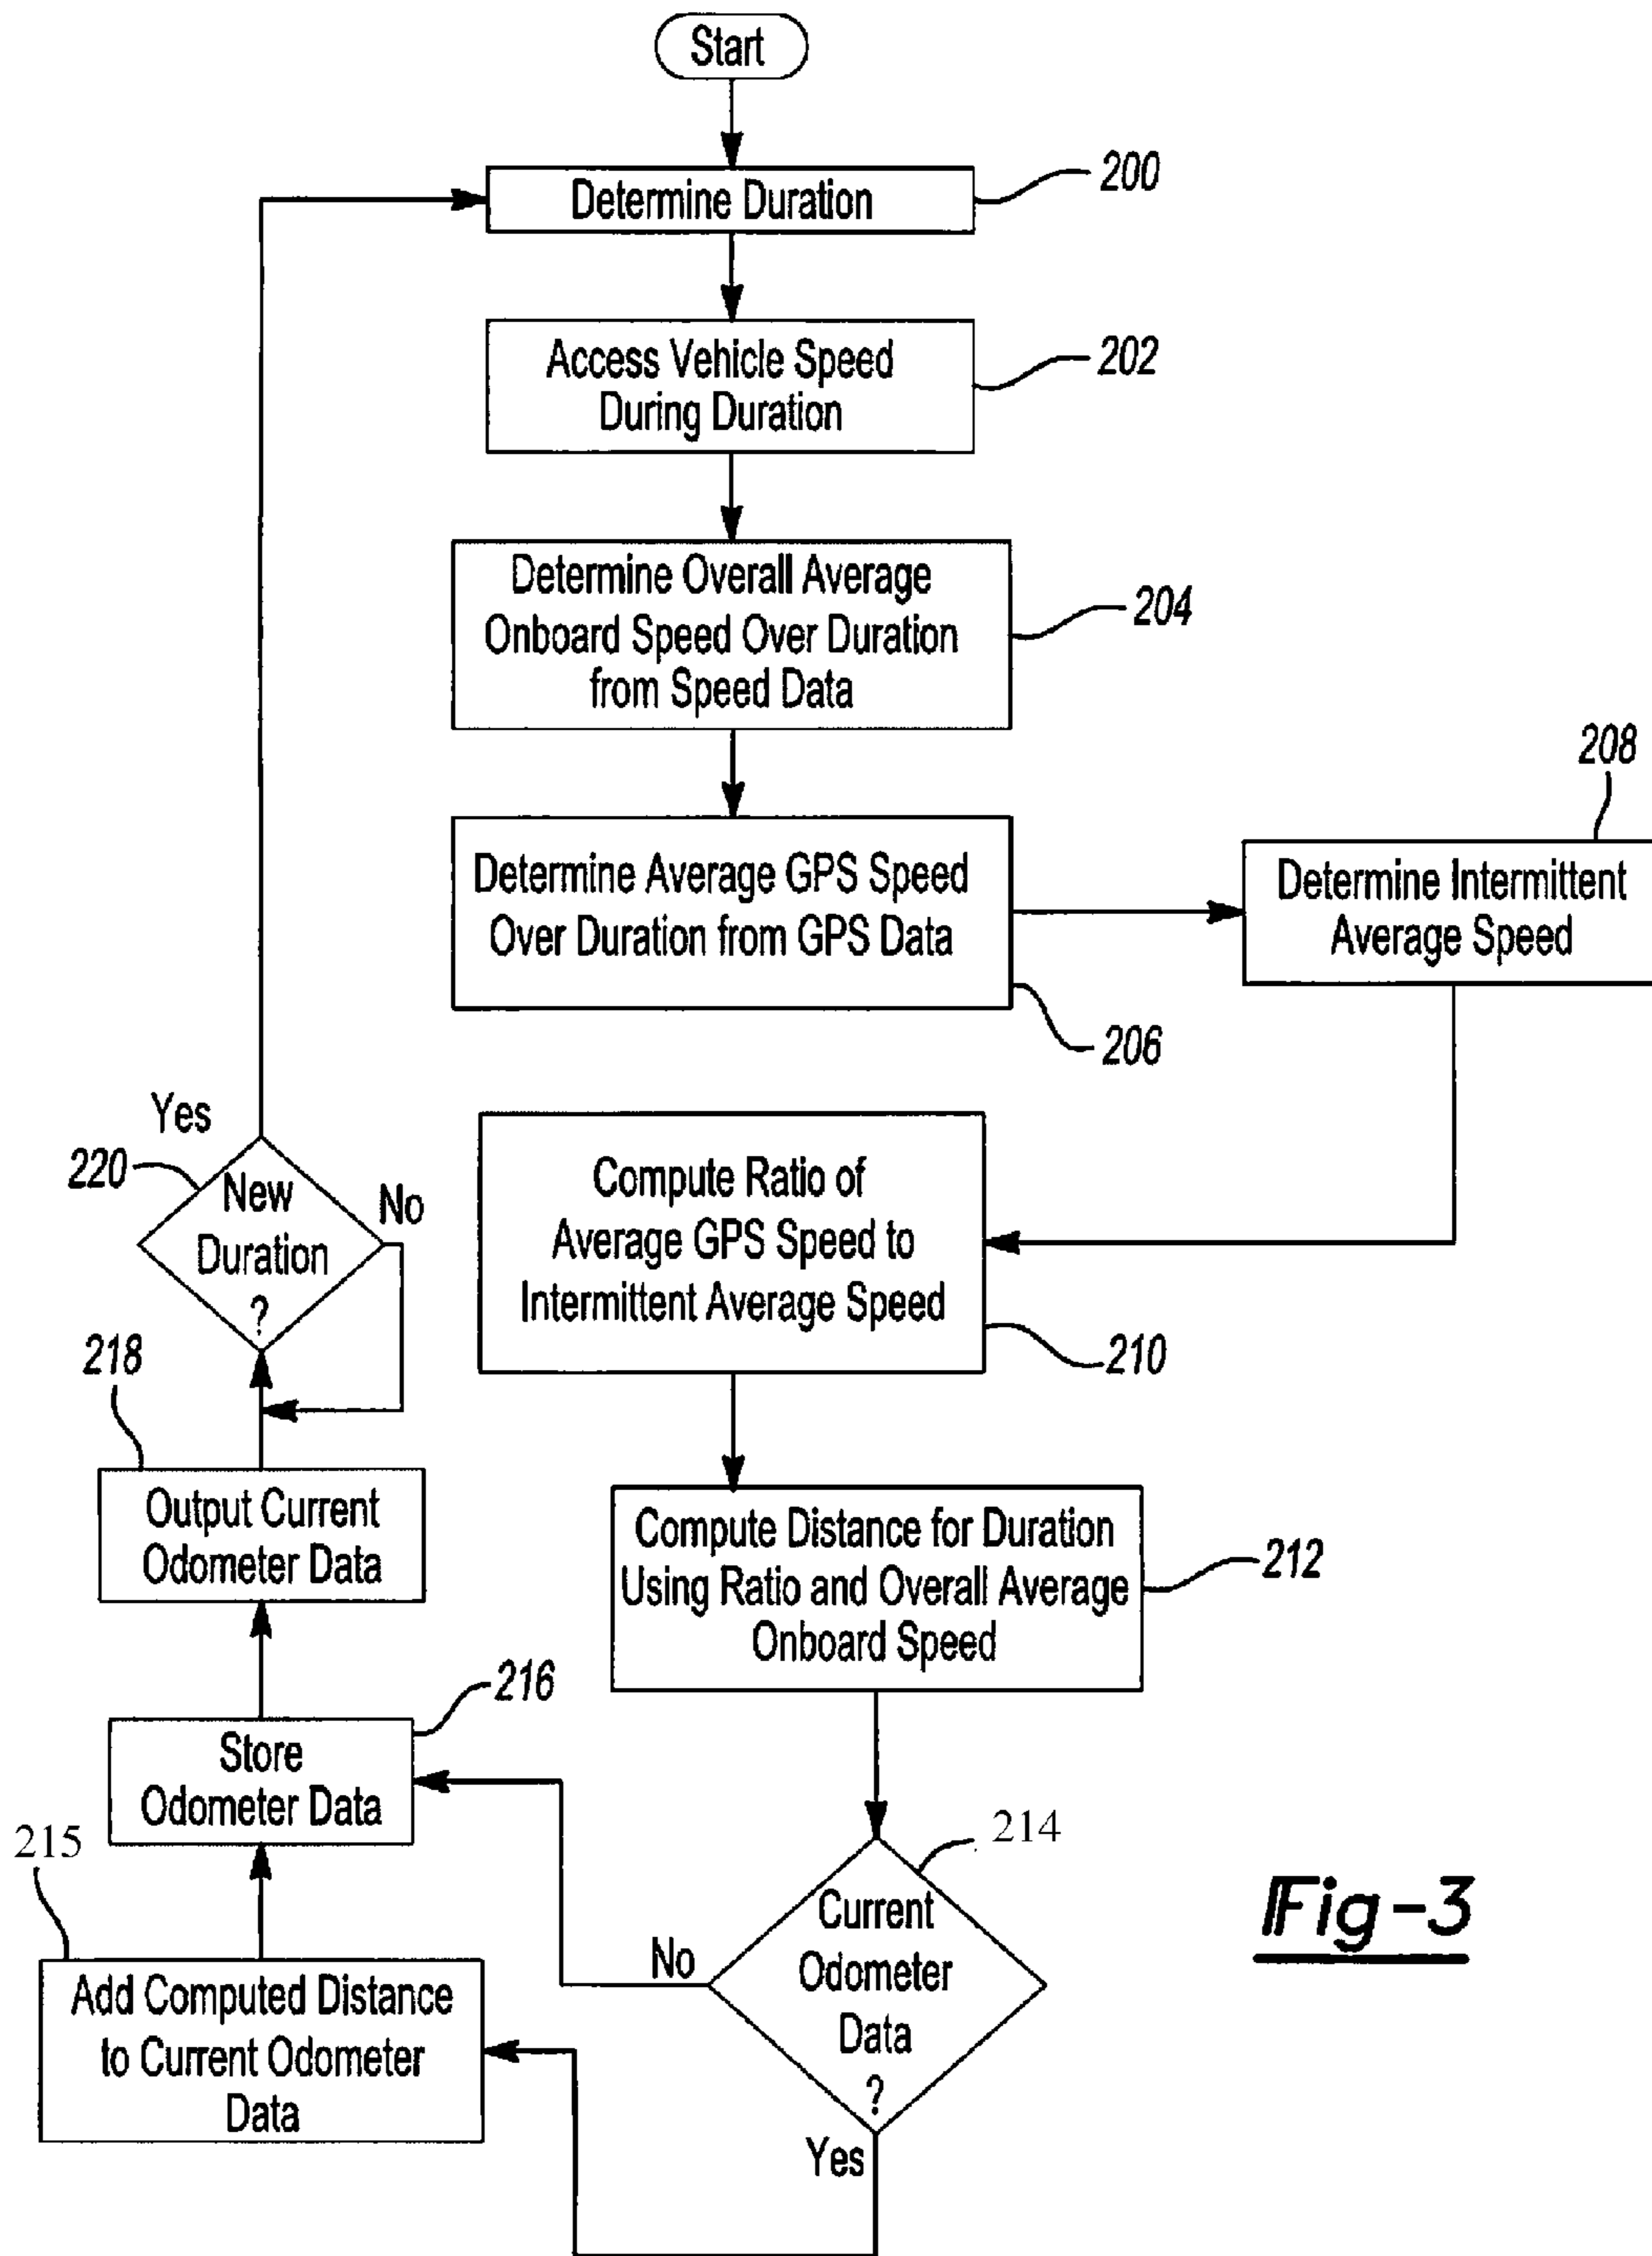 Start
Determine Duration
200
Access Vehicle Speed
During Duration
202
Determine Overall Average
Onboard Speed Over Duration
from Speed Data
204
Determine Average GPS Speed
Over Duration from GPS Data
206
208
Determine Intermittent
Average Speed
Compute Ratio of
Average GPS Speed to
Intermittent Average Speed
210
Compute Distance for Duration
Using Ratio and Overall Average
Onboard Speed
212
214
Current
Odometer
Data
?
No
Yes
215
Add Computed Distance
to Current Odometer
Data
216
Store
Odometer Data
218
Output Current
Odometer Data
220
New
Duration
?
Yes
No
Fig-3